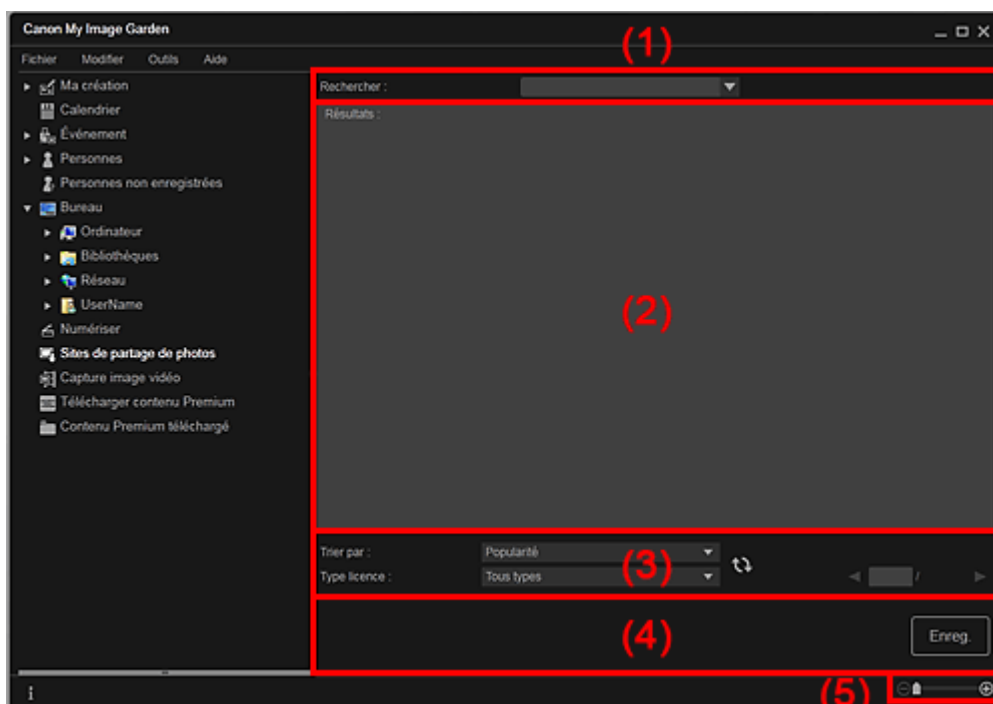 Canon My Image Garden
Fichier Modifier Outils Aide
(1)
Ma création
Rechercher :
Calendrier
Résultats :
Événement
Personnes
Personnes non enregistrées
Bureau
Ordinateur
Bibliothèques
Réseau
UserName
(2)
Numériser
Sites de partage de photos
Capture image vidéo
Télécharger contenu Premium
Contenu Premium téléchargé
Trier par : Popularité
(3)
Type licence : Tous types /
(4)
Enreg.
(5)